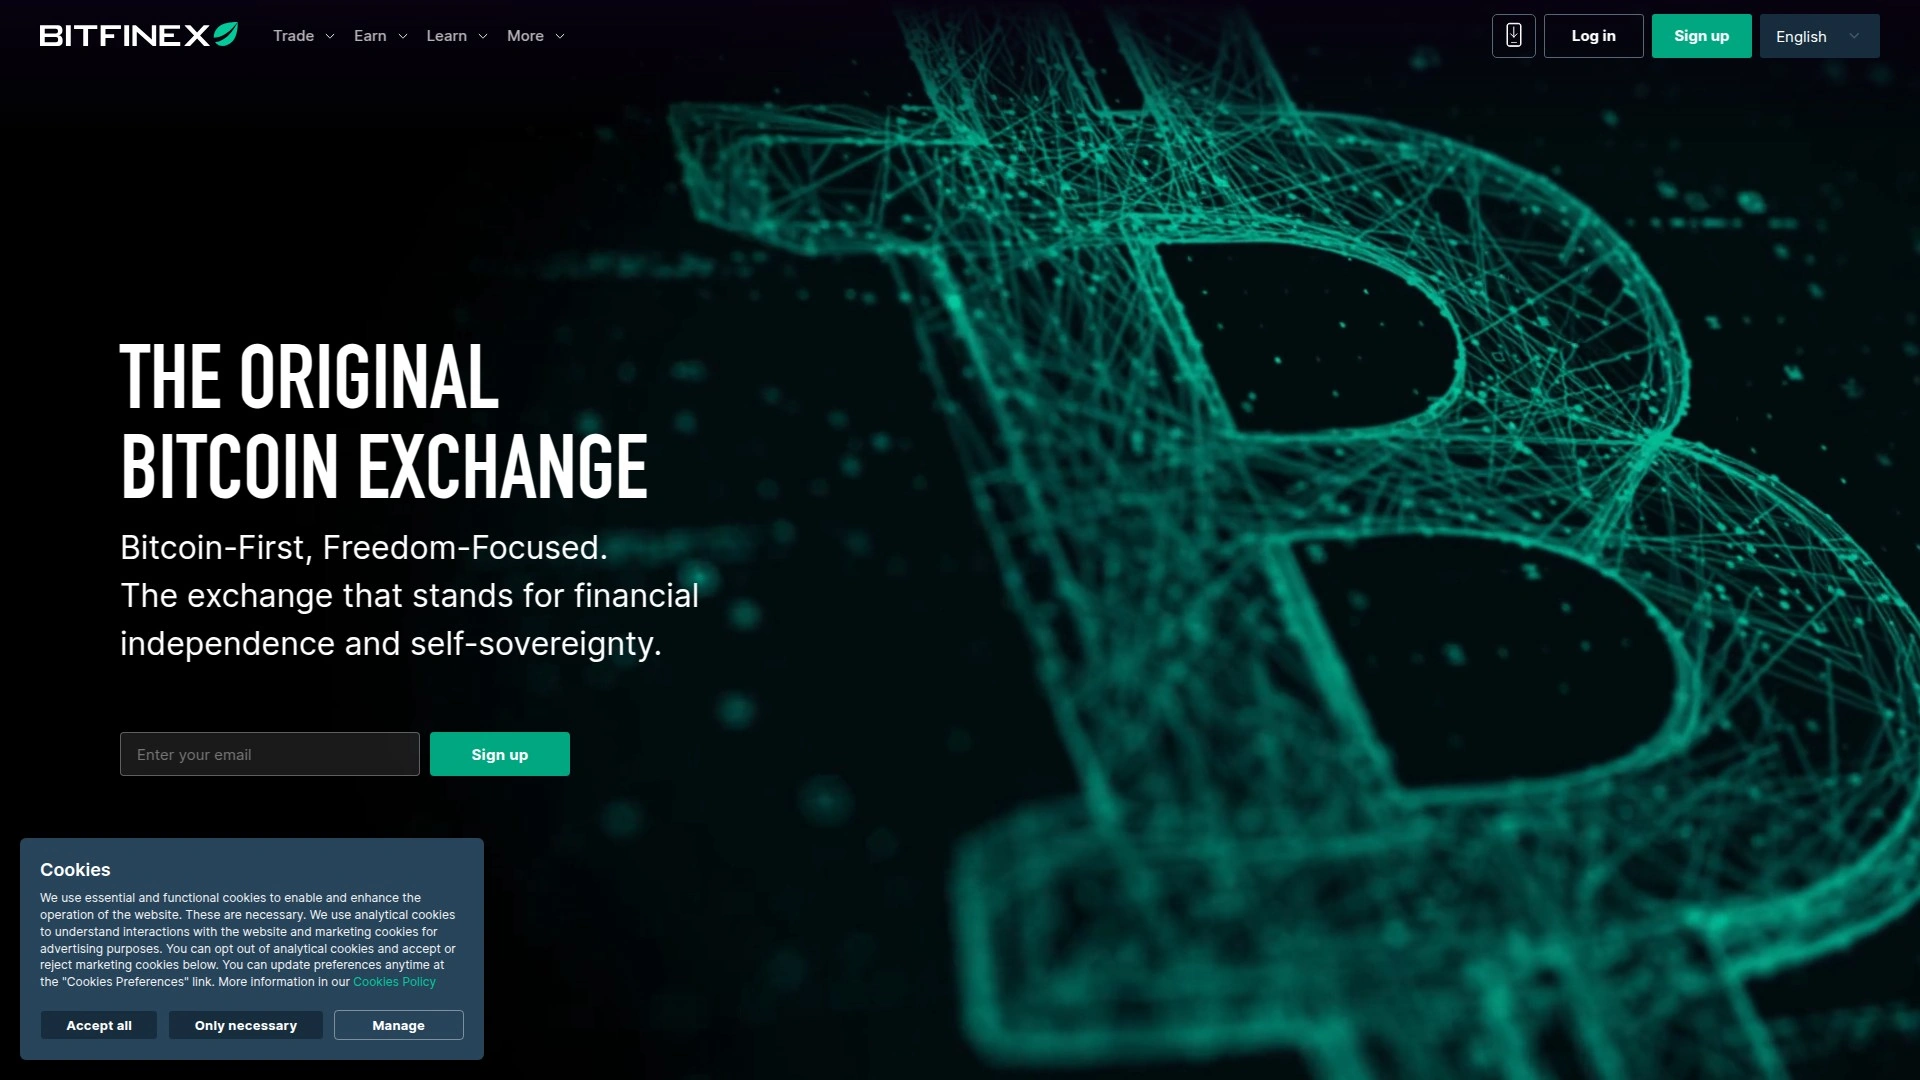 BITFINEX
Trade
Earn
Learn
More
Log in
Sign up
English
THE ORIGINAL
BITCOIN EXCHANGE
Bitcoin-First, Freedom-Focused.
The exchange that stands for financial
independence and self-sovereignty.
Enter your email
Sign up
Cookies
We use essential and functional cookies to enable and enhance the
operation of the website. These are necessary. We use analytical cookies
to understand interactions with the website and marketing cookies for
advertising purposes. You can opt out of analytical cookies and accept or
reject marketing cookies below. You can update preferences anytime at
the "Cookies Preferences" link. More information in our Cookies Policy
Accept all
Only necessary
Manage